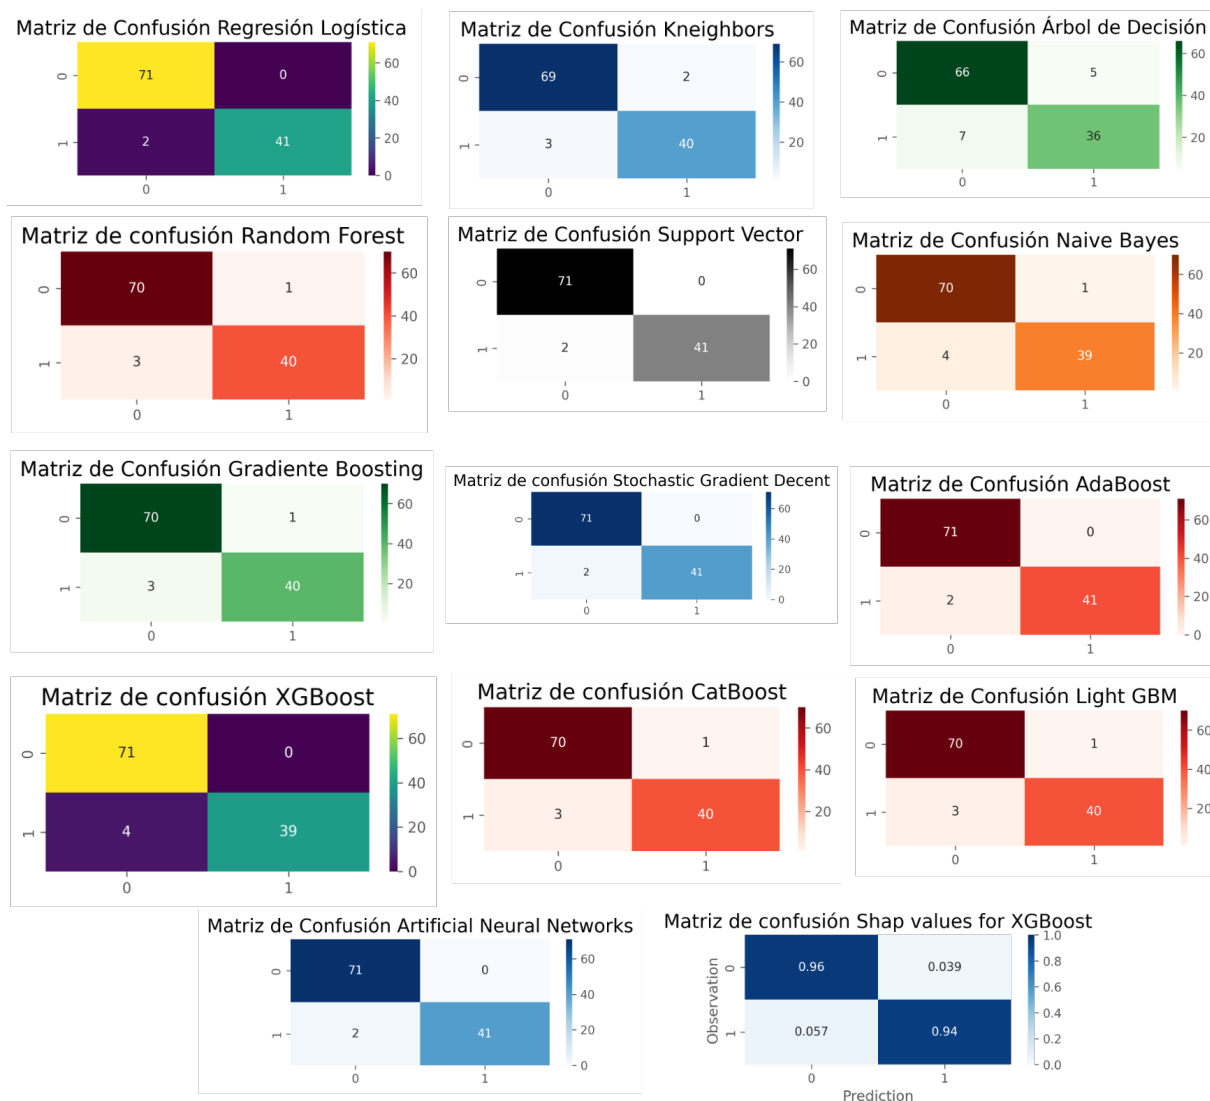 Matriz de Confusión Regresión Logística
0 71 0
1 2 41
0 1
60
40
20
0
Matriz de Confusión Kneighbors
0 69 2
1 3 40
0 1
60
40
20
Matriz de Confusión Árbol de Decisión
0 66 5
1 7 36
0 1
60
40
20
Matriz de confusión Random Forest
0 70 1
1 3 40
0 1
60
40
20
Matriz de Confusión Support Vector
0 71 0
1 2 41
0 1
60
40
20
0
Matriz de Confusión Naive Bayes
0 70 1
1 4 39
0 1
60
40
20
Matriz de Confusión Gradiente Boosting
0 70 1
1 3 40
0 1
60
40
20
Matriz de confusión Stochastic Gradient Decent
0 71 0
1 2 41
0 1
60
40
20
0
Matriz de Confusión AdaBoost
0 71 0
1 2 41
0 1
60
40
20
0
Matriz de confusión XGBoost
0 71 0
1 4 39
0 1
60
40
20
0
Matriz de confusión CatBoost
0 70 1
1 3 40
0 1
60
40
20
Matriz de Confusión Light GBM
0 70 1
1 3 40
0 1
60
40
20
Matriz de Confusión Artificial Neural Networks
0 71 0
1 2 41
0 1
60
40
20
0
Matriz de confusión Shap values for XGBoost
Observation
0 0.96 0.039
1 0.057 0.94
0 1
Prediction
1.0
0.8
0.6
0.4
0.2
0.0